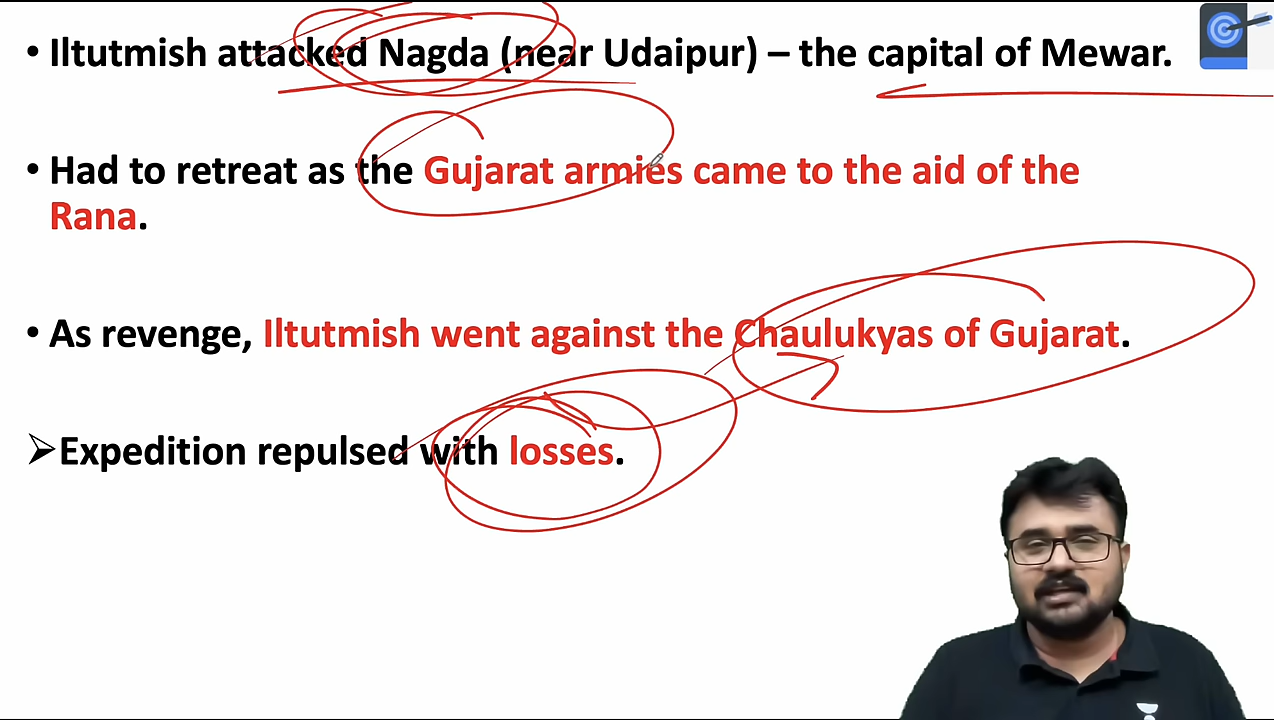 • Iltutmish attacked Nagda (near Udaipur) – the capital of Mewar.
• Had to retreat as the Gujarat armies came to the aid of the
Rana.
• As revenge, Iltutmish went against the Chaulukyas of Gujarat.
➢Expedition repulsed with losses.